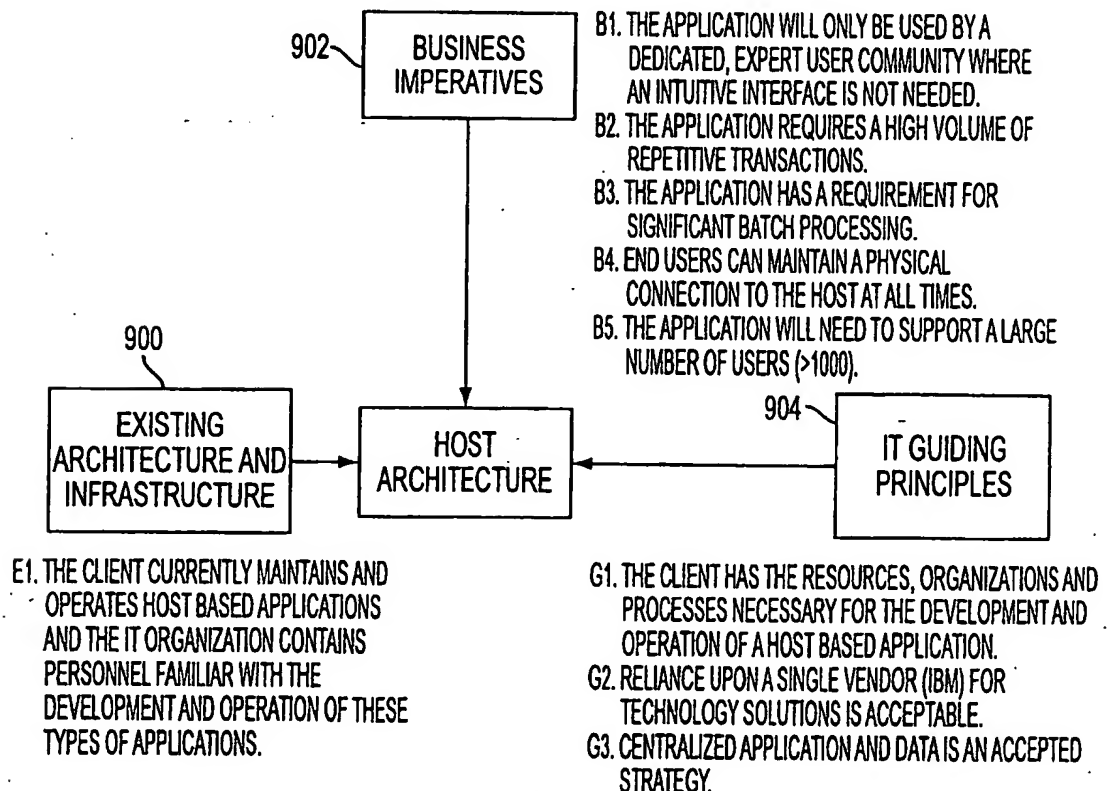 902
BUSINESS
IMPERATIVES
B1. THE APPLICATION WILL ONLY BE USED BY A
DEDICATED, EXPERT USER COMMUNITY WHERE
AN INTUITIVE INTERFACE IS NOT NEEDED.
B2. THE APPLICATION REQUIRES A HIGH VOLUME OF
REPETITIVE TRANSACTIONS.
B3. THE APPLICATION HAS A REQUIREMENT FOR
SIGNIFICANT BATCH PROCESSING.
B4. END USERS CAN MAINTAIN A PHYSICAL
CONNECTION TO THE HOST AT ALL TIMES.
B5. THE APPLICATION WILL NEED TO SUPPORT A LARGE
NUMBER OF USERS (>1000).
900
EXISTING
ARCHITECTURE AND
INFRASTRUCTURE
HOST
ARCHITECTURE
904
IT GUIDING
PRINCIPLES
E1. THE CLIENT CURRENTLY MAINTAINS AND
OPERATES HOST BASED APPLICATIONS
AND THE IT ORGANIZATION CONTAINS
PERSONNEL FAMILIAR WITH THE
DEVELOPMENT AND OPERATION OF THESE
TYPES OF APPLICATIONS.
G1. THE CLIENT HAS THE RESOURCES, ORGANIZATIONS AND
PROCESSES NECESSARY FOR THE DEVELOPMENT AND
OPERATION OF A HOST BASED APPLICATION.
G2. RELIANCE UPON A SINGLE VENDOR (IBM) FOR
TECHNOLOGY SOLUTIONS IS ACCEPTABLE.
G3. CENTRALIZED APPLICATION AND DATA IS AN ACCEPTED
STRATEGY.